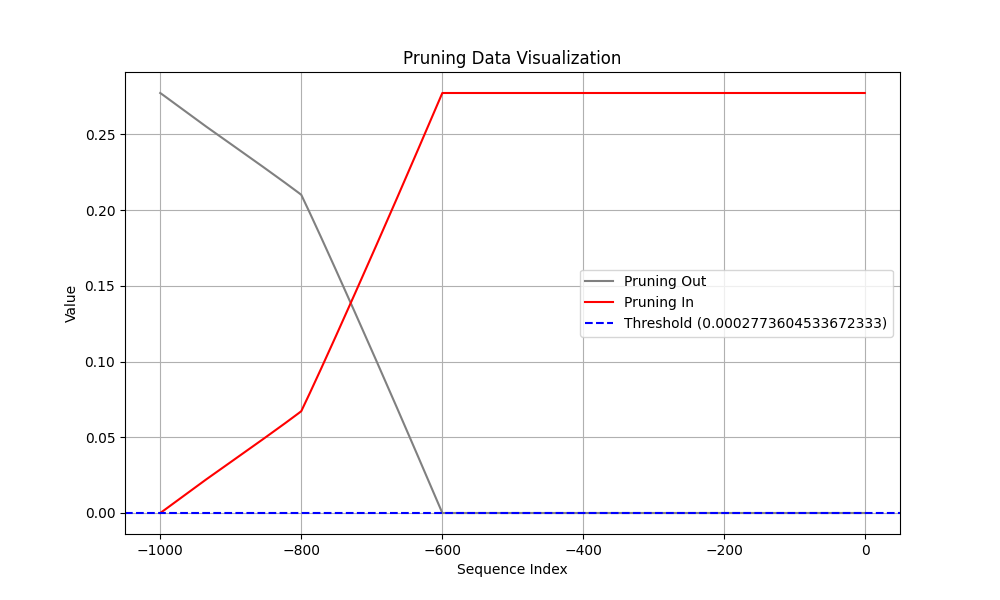 Pruning Data Visualization
Value
0.25
0.20
0.15
0.10
0.05
0.00
Pruning Out
Pruning In
Threshold (0.0002773604533672333)
−1000
−800
−600
−400
−200
0
Sequence Index